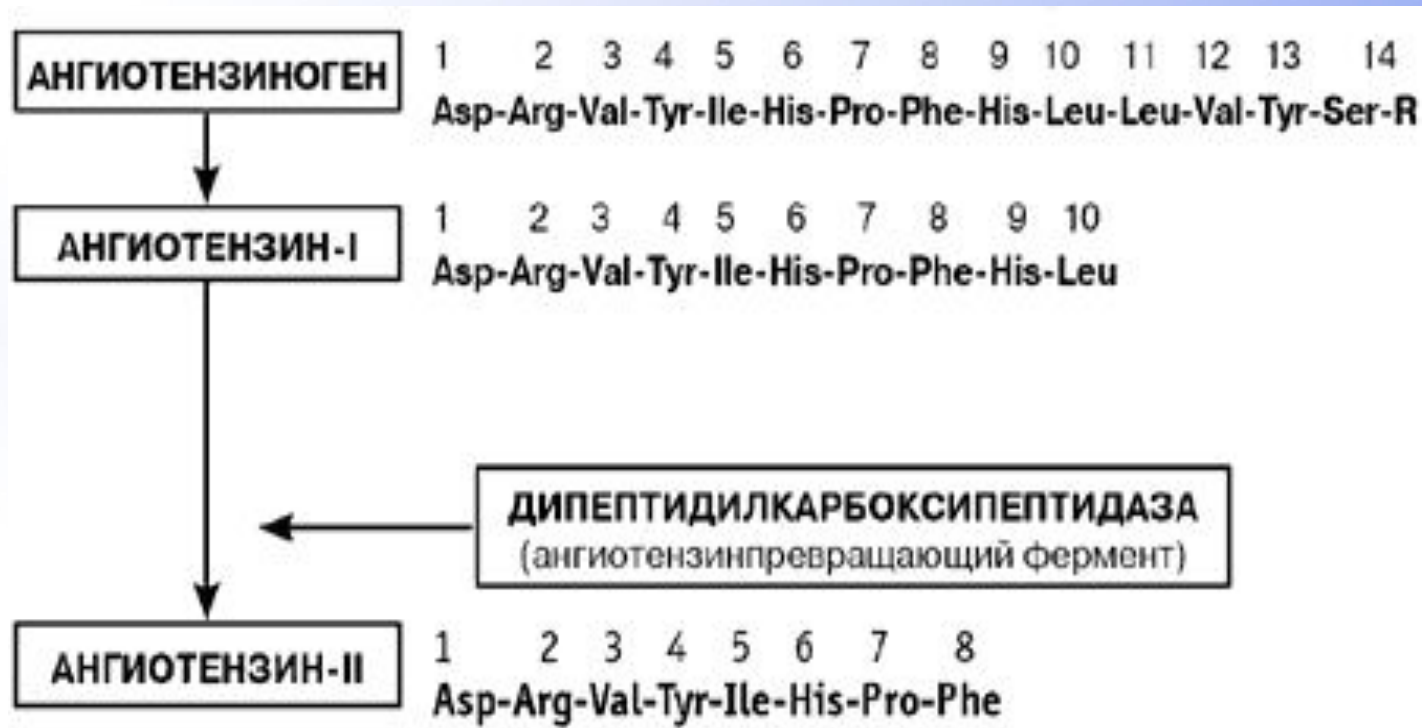 1 2 3 4 5 6 7 8 9 10 11 12 13 14
АНГИОТЕНЗИНОГЕН
Asp-Arg-Val-Tyr-Ile-His-Pro-Phe-His-Leu-Leu-Val-Tyr-Ser-R
1 2 3 4 5 6 7 8 9 10
АНГИОТЕНЗИН-I
Asp-Arg-Val-Tyr-Ile-His-Pro-Phe-His-Leu
ДИПЕПТИДИЛКАРБОКСИПЕПТИДАЗА
(ангиотензинпревращающий фермент)
1 2 3 4 5 6 7 8
АНГИОТЕНЗИН-II
Asp-Arg-Val-Tyr-Ile-His-Pro-Phe